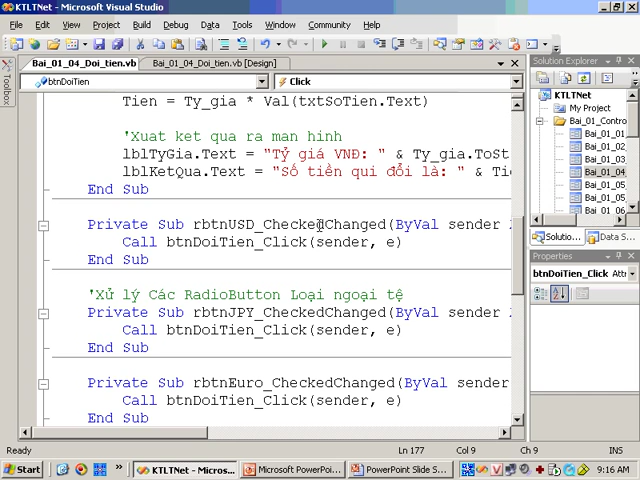 KTLTNet - Microsoft Visual Studio
File Edit View Project Build Debug Data Tools Window Community Help
Toolbox
Bai_01_04_Doi_tien.vb Bai_01_04_Doi_tien.vb [Design]
btnDoiTien Click
Tien = Ty_gia * Val(txtSoTien.Text)
'Xuat ket qua ra man hinh
lblTyGia.Text = "Tỷ giá VNĐ: " & Ty_gia.ToSt
lblKetQua.Text = "Số tiền qui đổi là: " & Tie
End Sub
Private Sub rbtnUSD_CheckedChanged(ByVal sender
Call btnDoiTien_Click(sender, e)
End Sub
'Xử lý Các RadioButton Loại ngoại tệ
Private Sub rbtnJPY_CheckedChanged(ByVal sender
Call btnDoiTien_Click(sender, e)
End Sub
Private Sub rbtnEuro_CheckedChanged(ByVal sender
Call btnDoiTien_Click(sender, e)
End Sub
Solution Explorer
KTLTNet
My Project
Bai_01_Contro
Bai_01_01
Bai_01_02
Bai_01_03
Bai_01_04
Bai_01_05
Bai_01_06
Solutio... Data S...
Properties
btnDoiTien_Click Attri
Ready Ln 177 Col 9 Ch 9 INS
Start KTLTNet - Micros... Microsoft PowerPoi... PowerPoint Slide S... 9:16 AM